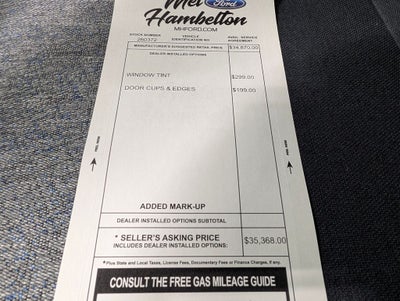 Mel Ford
Hambelton
MHFORD.COM
STOCK NUMBER VEHICLE IDENTIFICATION NO. SERVICE AGREEMENT
260372
MANUFACTURER'S SUGGESTED RETAIL PRICE $34,870.00
DEALER INSTALLED OPTIONS
WINDOW TINT $299.00
DOOR CUPS & EDGES $199.00
ADDED MARK-UP
DEALER INSTALLED OPTIONS SUBTOTAL
* SELLER'S ASKING PRICE $35,368.00
INCLUDES DEALER INSTALLED OPTIONS:
*Plus State and Local Taxes, License Fees, Documentary Fees or Finance Charges, if any.
CONSULT THE FREE GAS MILEAGE GUIDE